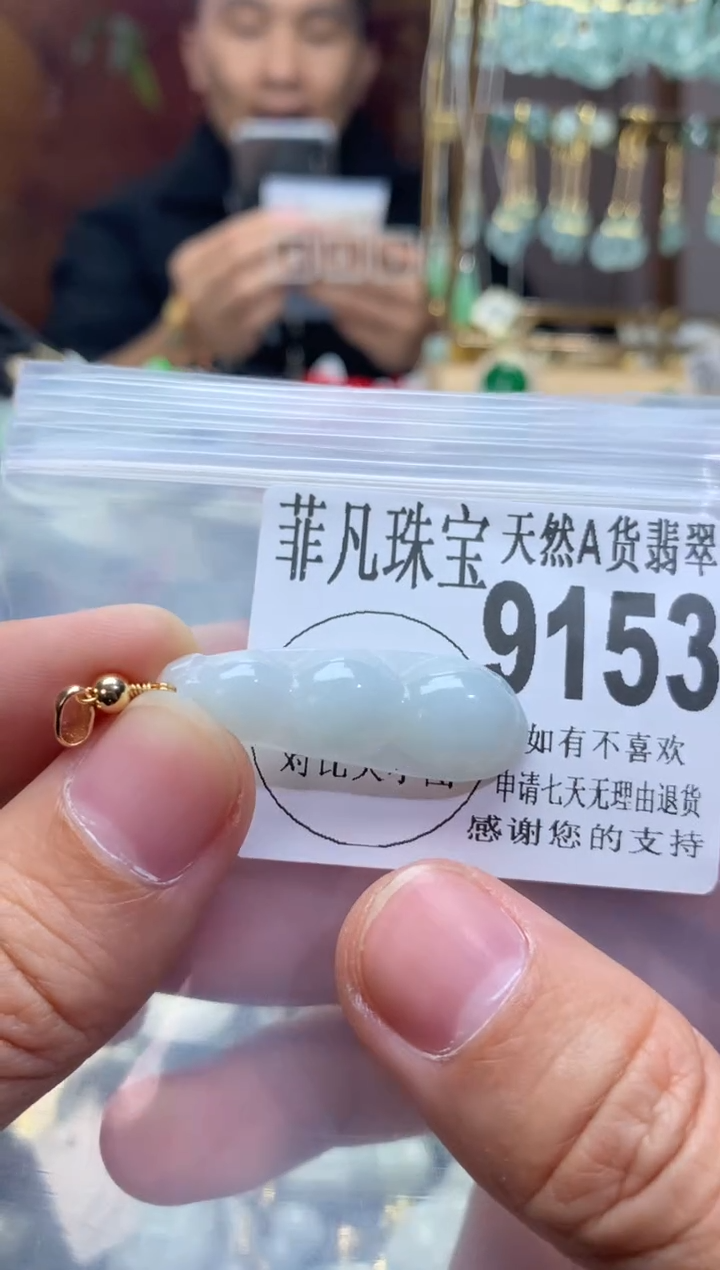 菲凡珠宝 天然A货翡翠
9153
如有不喜欢
申请七天无理由退货
感谢您的支持